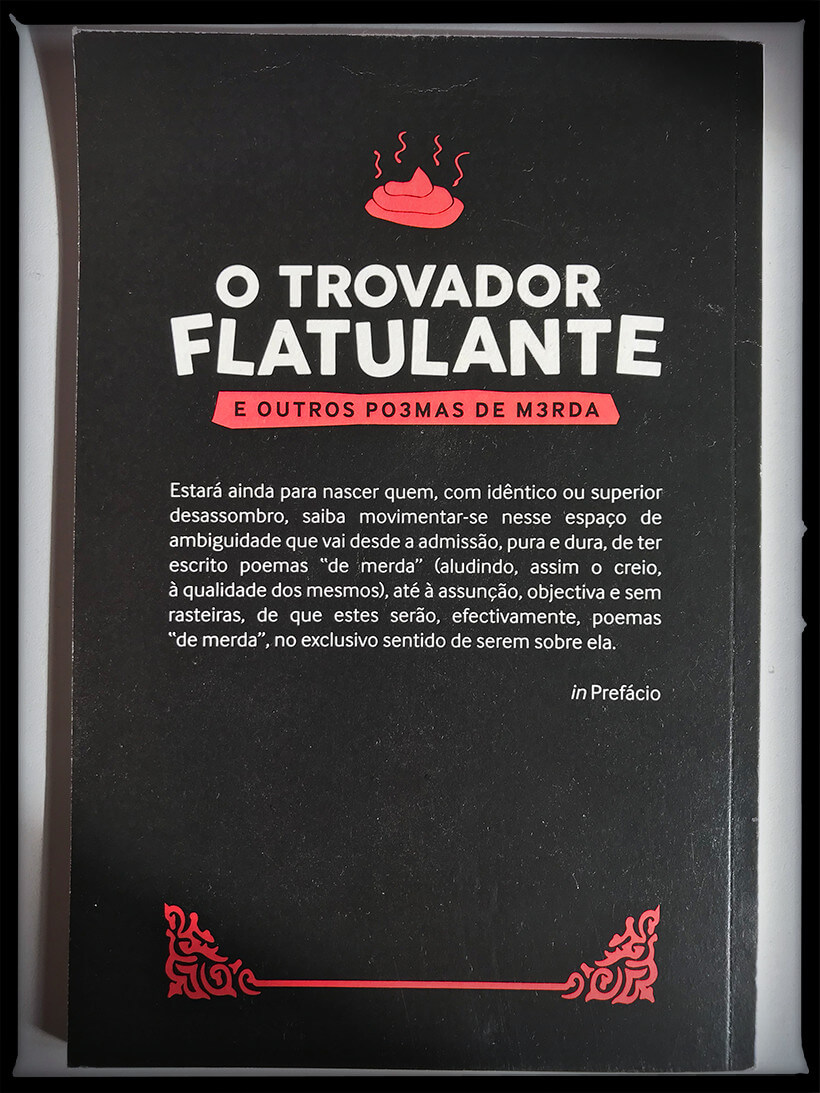 O TROVADOR
FLATULANTE
E OUTROS PO3MAS DE M3RDA
Estará ainda para nascer quem, com idêntico ou superior
desassombro, saiba movimentar-se nesse espaço de
ambiguidade que vai desde a admissão, pura e dura, de ter
escrito poemas “de merda” (aludindo, assim o creio,
à qualidade dos mesmos), até à assunção, objectiva e sem
rasteiras, de que estes serão, efectivamente, poemas
“de merda”, no exclusivo sentido de serem sobre ela.
in Prefácio